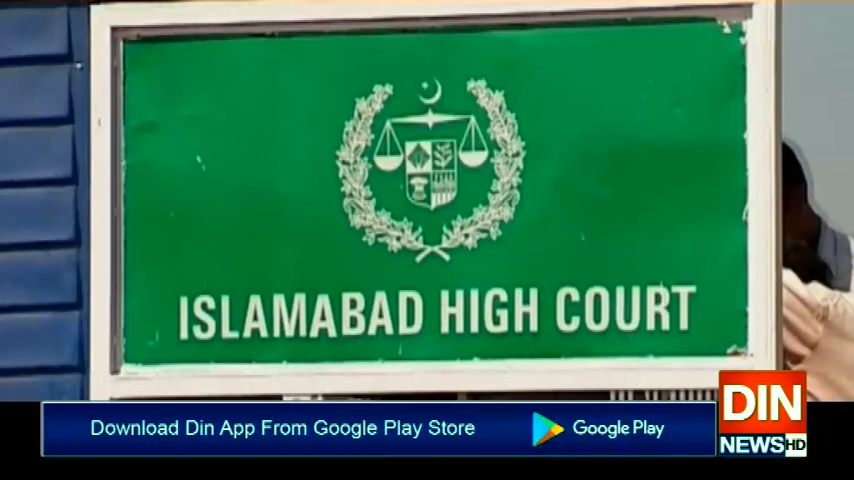 ISLAMABAD HIGH COURT
Download Din App From Google Play Store
Google Play
DIN
NEWS HD